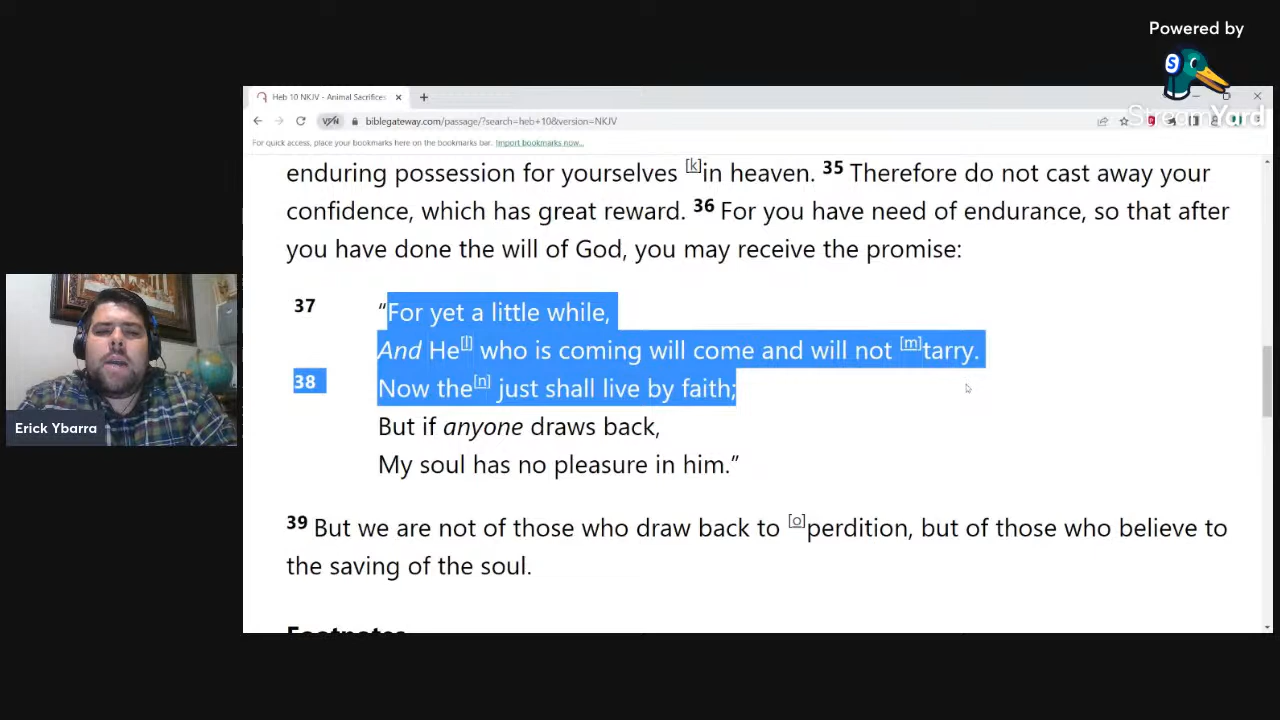 Powered by
S
StreamYard
Heb 10 NKJV - Animal Sacrifices
VPN
biblegateway.com/passage/?search=heb+10&version=NKJV
For quick access, place your bookmarks here on the bookmarks bar. Import bookmarks now...
enduring possession for yourselves [k]in heaven. 35 Therefore do not cast away your
confidence, which has great reward. 36 For you have need of endurance, so that after
you have done the will of God, you may receive the promise:
37 “For yet a little while,
And He[l] who is coming will come and will not [m]tarry.
38 Now the[n] just shall live by faith;
But if anyone draws back,
My soul has no pleasure in him.”
39 But we are not of those who draw back to [o]perdition, but of those who believe to
the saving of the soul.
Footnotes
Erick Ybarra